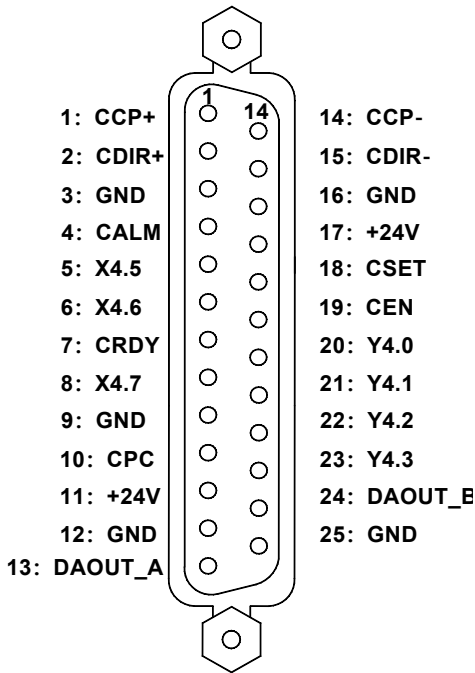 1
14
1: CCP+
2: CDIR+
3: GND
4: CALM
5: X4.5
6: X4.6
7: CRDY
8: X4.7
9: GND
10: CPC
11: +24V
12: GND
13: DAOUT_A
14: CCP-
15: CDIR-
16: GND
17: +24V
18: CSET
19: CEN
20: Y4.0
21: Y4.1
22: Y4.2
23: Y4.3
24: DAOUT_B
25: GND